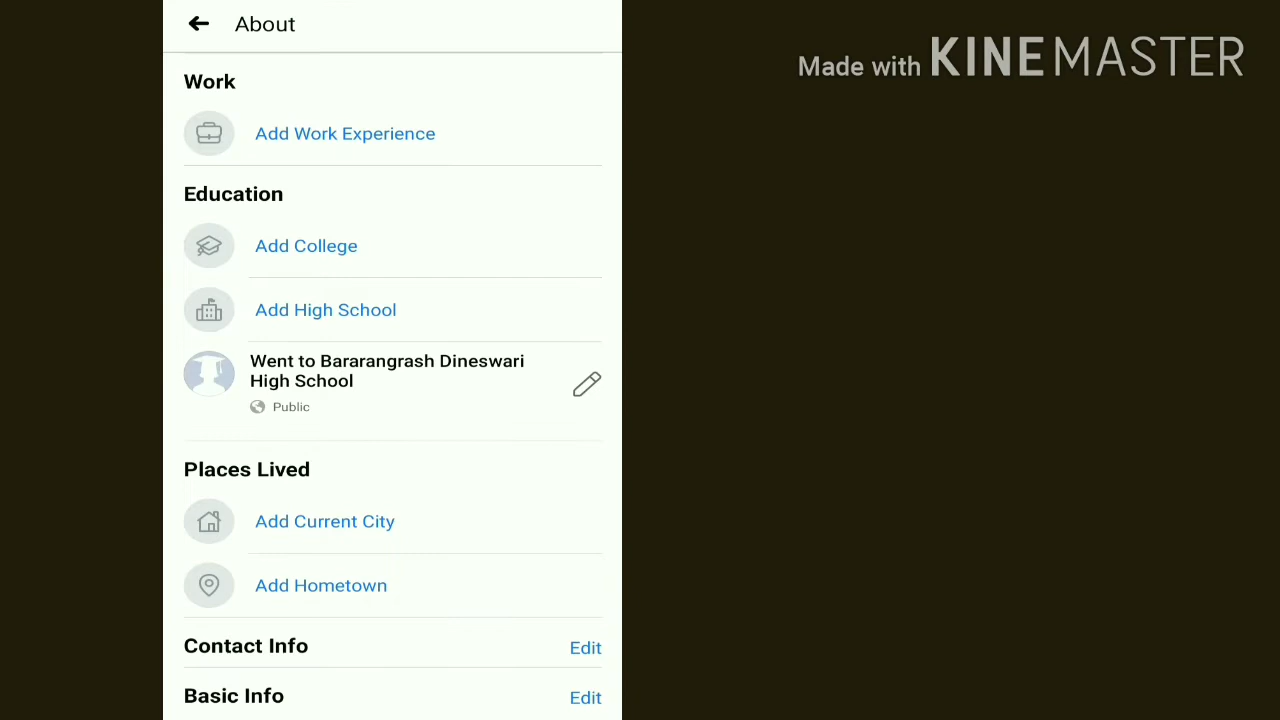 About
Made with KINEMASTER
Work
Add Work Experience
Education
Add College
Add High School
Went to Bararangrash Dineswari
High School
Public
Places Lived
Add Current City
Add Hometown
Contact Info Edit
Basic Info Edit